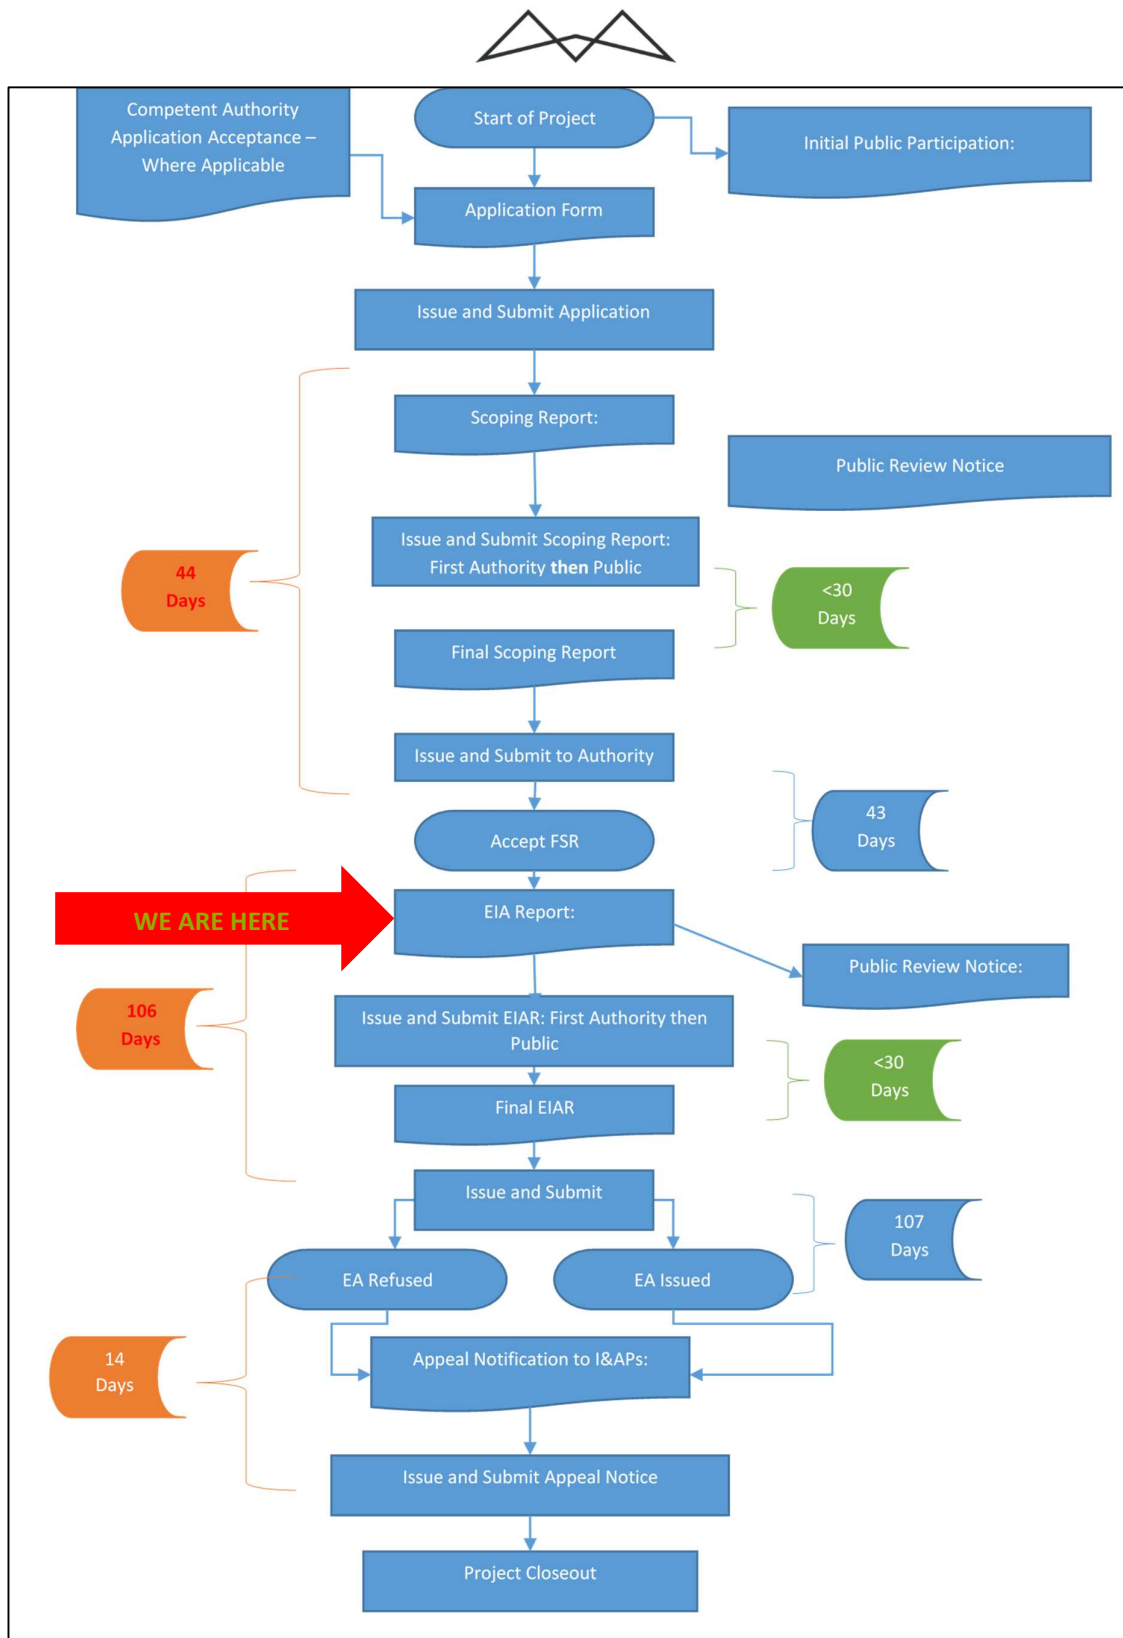 Competent Authority
Application Acceptance –
Where Applicable
Start of Project
Initial Public Participation:
Application Form
Issue and Submit Application
Scoping Report:
Public Review Notice
Issue and Submit Scoping Report:
First Authority then Public
44
Days
<30
Days
Final Scoping Report
Issue and Submit to Authority
43
Days
Accept FSR
WE ARE HERE
EIA Report:
Public Review Notice:
106
Days
Issue and Submit EIAR: First Authority then
Public
<30
Days
Final EIAR
Issue and Submit
107
Days
EA Refused
EA Issued
14
Days
Appeal Notification to I&APs:
Issue and Submit Appeal Notice
Project Closeout